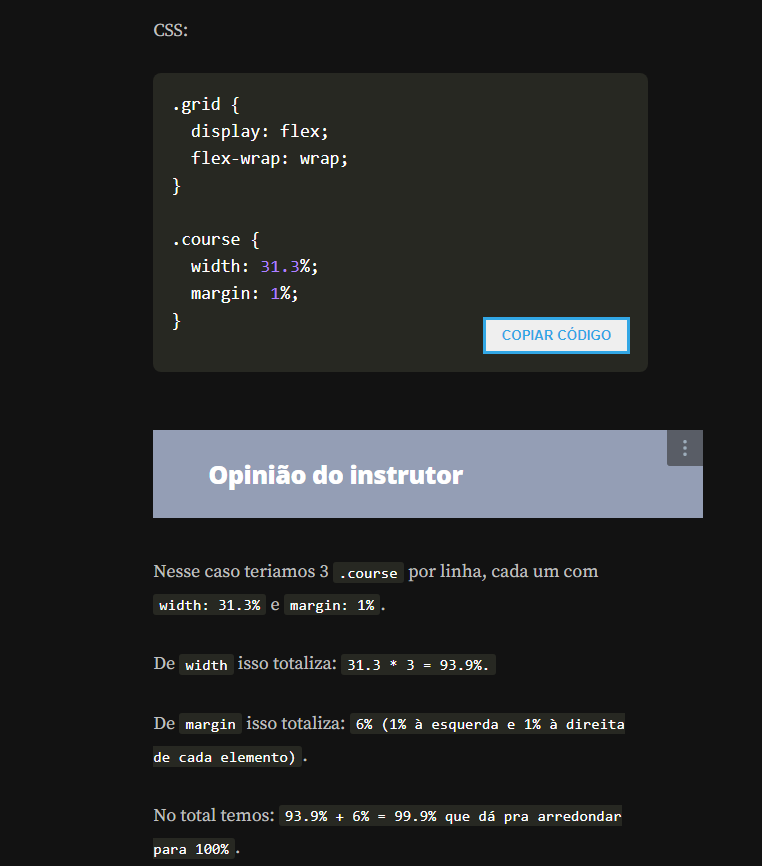 CSS:
.grid {
  display: flex;
  flex-wrap: wrap;
}
.course {
  width: 31.3%;
  margin: 1%;
}
COPIAR CÓDIGO
Opinião do instrutor
Nesse caso teriamos 3 .course por linha, cada um com
width: 31.3% e margin: 1%.
De width isso totaliza: 31.3 * 3 = 93.9%.
De margin isso totaliza: 6% (1% à esquerda e 1% à direita
de cada elemento).
No total temos: 93.9% + 6% = 99.9% que dá pra arredondar
para 100%.